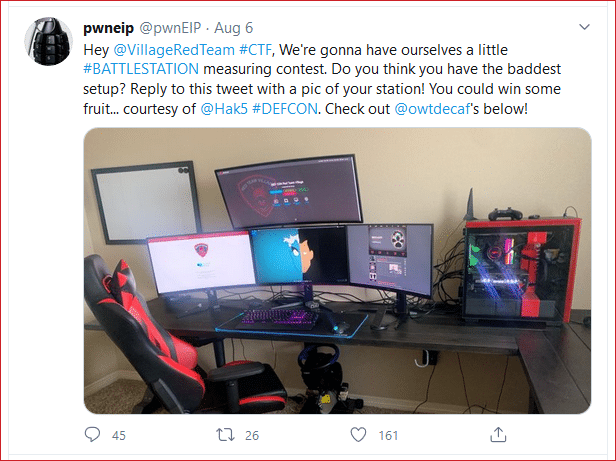 pwneip @pwnEIP · Aug 6
Hey @VillageRedTeam #CTF, We're gonna have ourselves a little
#BATTLESTATION measuring contest. Do you think you have the baddest
setup? Reply to this tweet with a pic of your station! You could win some
fruit... courtesy of @Hak5 #DEFCON. Check out @owtdecaf's below!
45 26 161